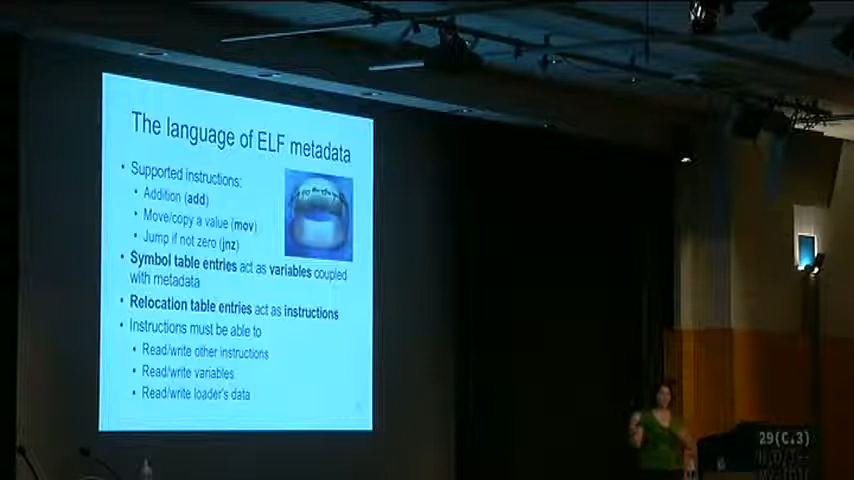 The language of ELF metadata
• Supported instructions:
• Addition (add)
• Move/copy a value (mov)
• Jump if not zero (jnz)
• Symbol table entries act as variables coupled
with metadata
• Relocation table entries act as instructions
• Instructions must be able to
• Read/write other instructions
• Read/write variables
• Read/write loader's data
29(C.3)